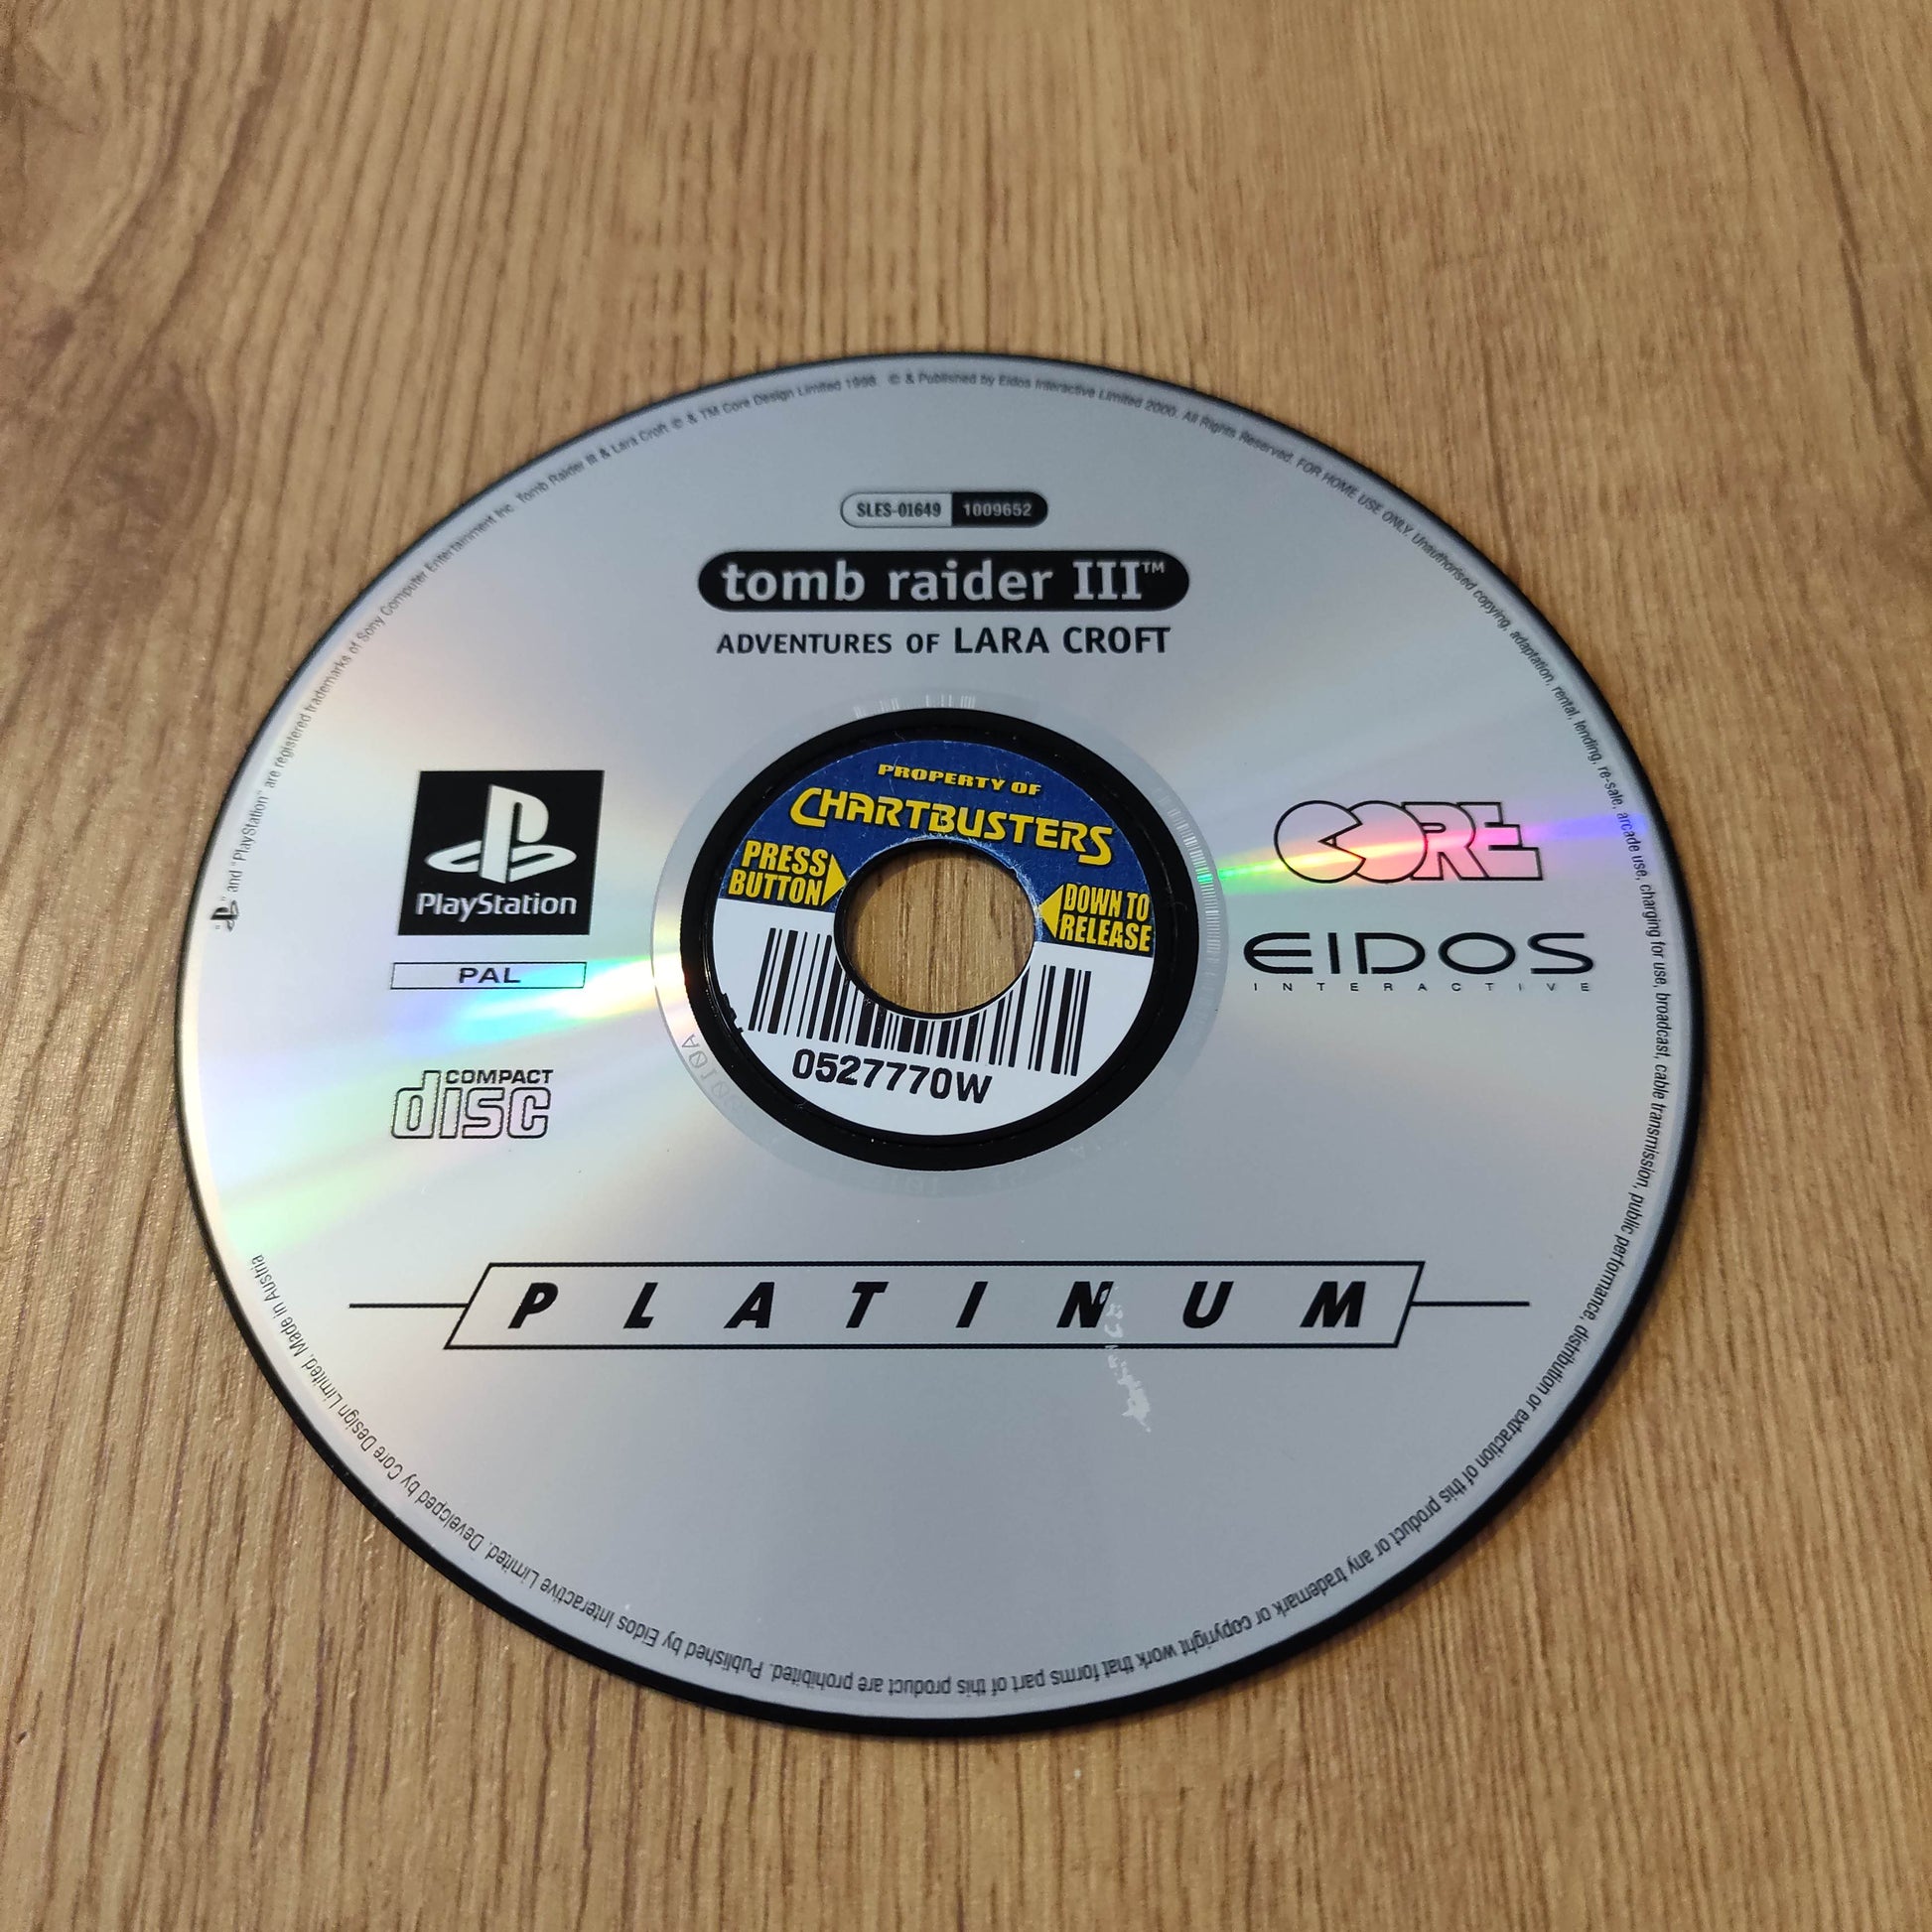 SLES-01649 1009652
tomb raider III™
ADVENTURES OF LARA CROFT
PlayStation
PAL
COMPACT
disc
PROPERTY OF
CHARTBUSTERS
PRESS
BUTTON
DOWN TO
RELEASE
0527770W
CORE
EIDOS
INTERACTIVE
PLATINUM
" " and "PlayStation" are registered trademarks of Sony Computer Entertainment Inc. Tomb Raider III & Lara Croft © & TM Core Design Limited 1998. © & Published by Eidos Interactive Limited 2000. All Rights Reserved. FOR HOME USE ONLY. Unauthorised copying, adaptation, rental, lending, re-sale, arcade use, charging for use, broadcast, cable transmission, public performance, distribution or extraction of this product or any trademark or copyright work that forms part of this product are prohibited. Published by Eidos Interactive Limited. Developed by Core Design Limited. Made in Austria